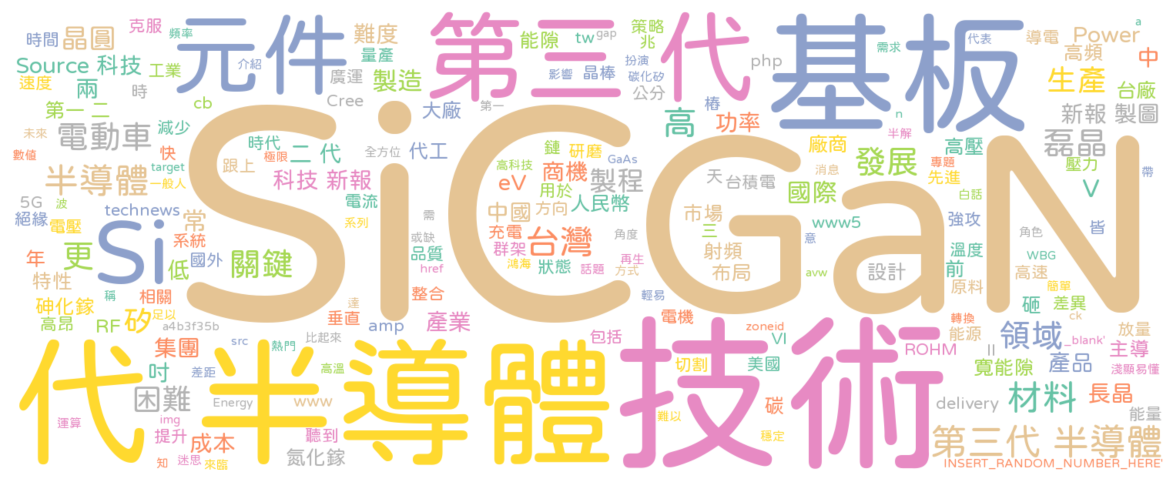 克服
頻率
時間
晶圓
元件
難度
第三代
能隙
tw
gap
策略
兆
基板
需求
代表
a
導電
Power
高頻
中
Source 科技
工業
介紹
量產
速度
兩
時
廣運
製造
影響
晶棒
扮演
碳化矽
php
公分
生產
台廠
第一 二
cb
Cree
大廠
第一
樁
n
新報
製圖
未來
電動車
減少
時代
二 代
全方位
代工
鏈
研磨
高
功率
廠商
半解
高壓
磊晶
數值
快
極限
跟上
高科技
GaAs
消息
發展
專題
先進
壓力
target
半導體
一般人
科技 新報
eV
商機
製程
天
台積電
白話
V
帶
5G
波
technews
常
電流
用於
人民幣
國際
絕緣
電壓
系列
需
中國
方向
市場
三
www5
強攻
角色
皆
SiC
GaN
Si
系統
充電
台灣
射頻
意
溫度
WBG
年
更
低
國外
關鍵
或缺
品質
群架
角度
前
高速
特性
href
鴻海
狀態
話題
再生
方式
布局
avw
設計
原料
簡單
砷化鎵
稱
相關
達
整合
輕易
砸
差異
ck
高昂
RF
矽
足以
垂直
amp
產業
電機
轉換
放量
a4b3f35b
比起來
包括
zoneid
VI
能源
領域
_blank'
主導
集團
src
熱門
ROHM
II
代半導體
技術
切割
美國
寬能隙
產品
淺顯易懂
吋
差距
高溫
碳
材料
長晶
困難
Energy
www
delivery
能量
運算
img
提升
成本
聽到
難以
第三代 半導體
知
迷思
來臨
氮化鎵
穩定
INSERT_RANDOM_NUMBER_HERE'